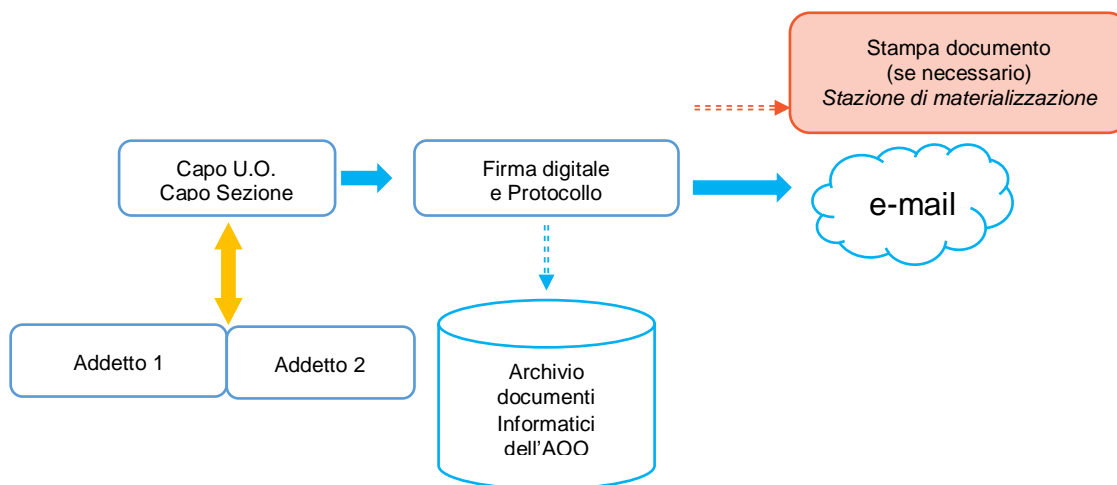 Stampa documento
(se necessario)
Stazione di materializzazione
Capo U.O.
Capo Sezione
Firma digitale
e Protocollo
e-mail
Addetto 1
Addetto 2
Archivio
documenti
Informatici
dell'AOO